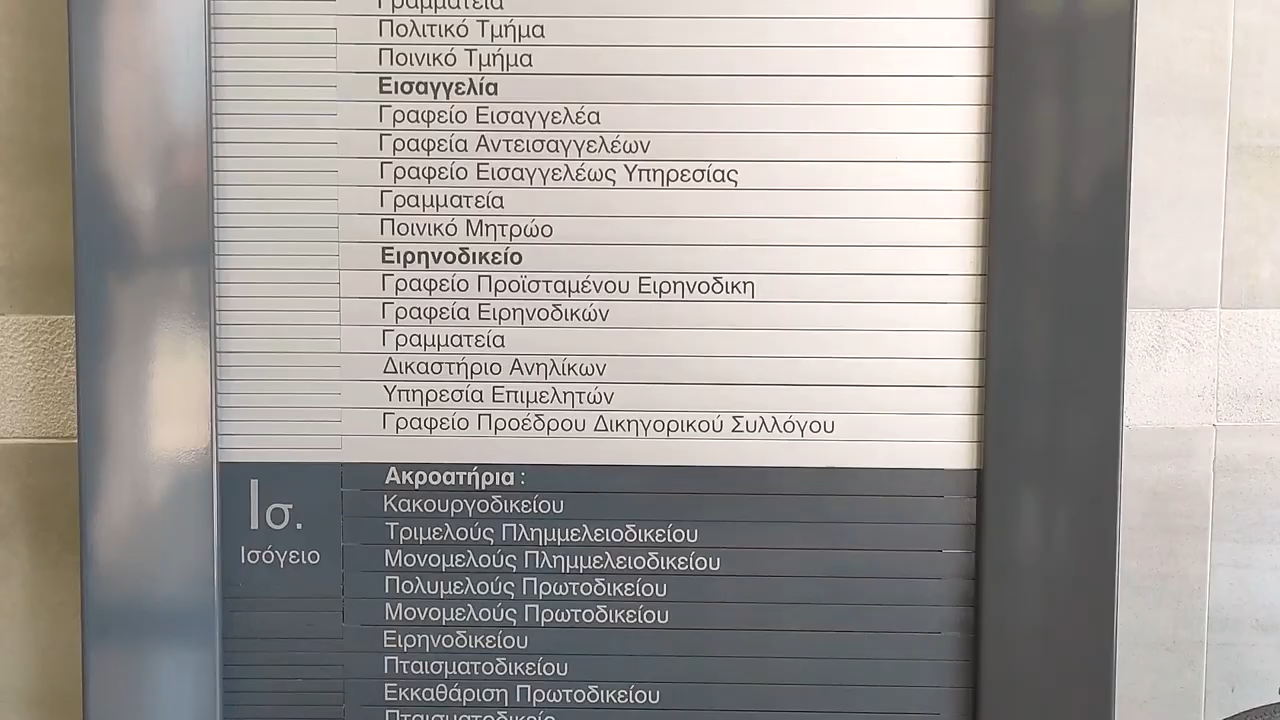 Γραμματεία
Πολιτικό Τμήμα
Ποινικό Τμήμα
Εισαγγελία
Γραφείο Εισαγγελέα
Γραφεία Αντεισαγγελέων
Γραφείο Εισαγγελέως Υπηρεσίας
Γραμματεία
Ποινικό Μητρώο
Ειρηνοδικείο
Γραφείο Προϊσταμένου Ειρηνοδικη
Γραφεία Ειρηνοδικών
Γραμματεία
Δικαστήριο Ανηλίκων
Υπηρεσία Επιμελητών
Γραφείο Προέδρου Δικηγορικού Συλλόγου
Ισ.
Ισόγειο
Ακροατήρια :
Κακουργοδικείου
Τριμελούς Πλημμελειοδικείου
Μονομελούς Πλημμελειοδικείου
Πολυμελούς Πρωτοδικείου
Μονομελούς Πρωτοδικείου
Ειρηνοδικείου
Πταισματοδικείου
Εκκαθάριση Πρωτοδικείου
Πταισματοδικείο